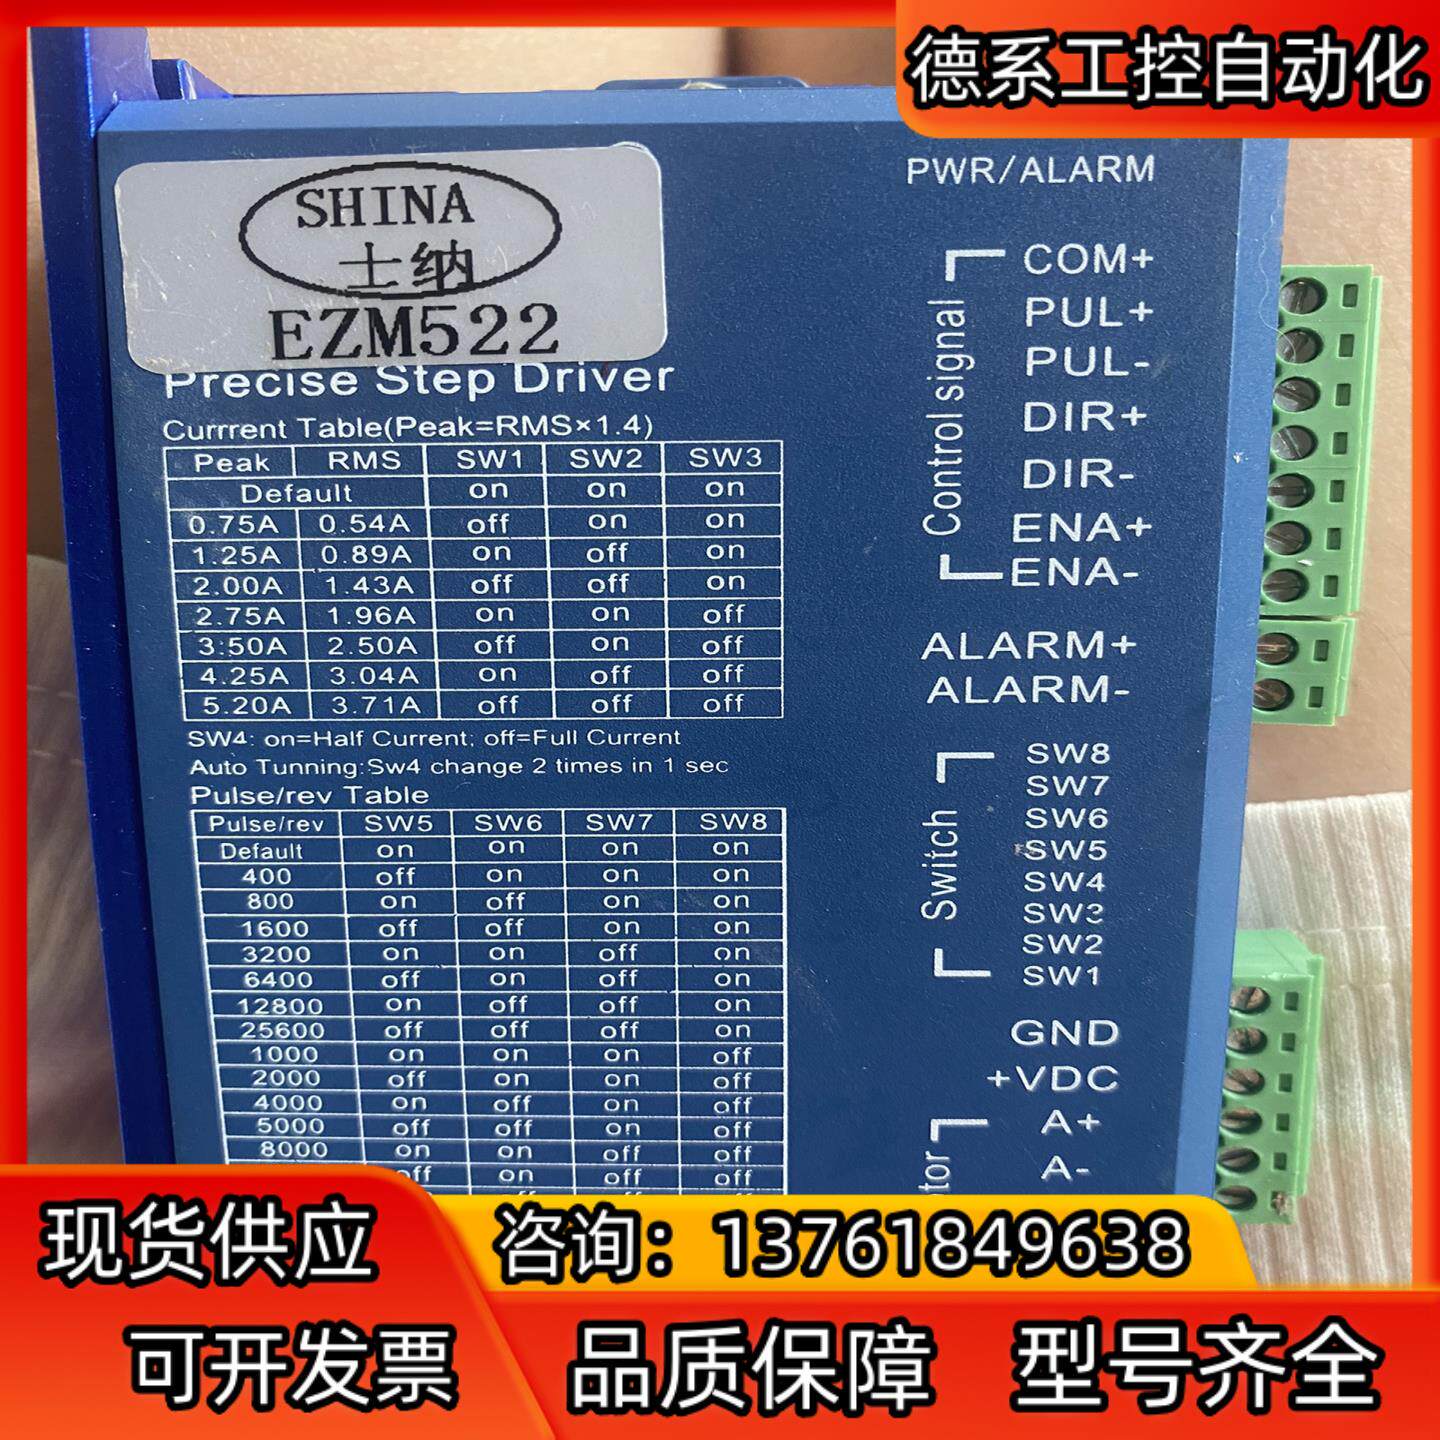 德系工控自动化
SHINA
士纳
EZM522
Precise Step Driver
Currrent Table(Peak=RMS×1.4)
Peak RMS SW1 SW2 SW3
Default on on on
0.75A 0.54A off on on
1.25A 0.89A on off on
2.00A 1.43A off off on
2.75A 1.96A on on off
3:50A 2.50A off on off
4.25A 3.04A on off off
5.20A 3.71A off off off
SW4: on=Half Current; off=Full Current
Auto Tunning:Sw4 change 2 times in 1 sec
Pulse/rev Table
Pulse/rev SW5 SW6 SW7 SW8
Default on on on on
400 off on on on
800 on off on on
1600 off off on on
3200 on on off on
6400 off on off on
12800 on off off on
25600 off off off on
1000 on on on off
2000 off on on off
4000 on off on off
5000 off off on off
8000 on on off off
off on off off
PWR/ALARM
Control signal
COM+
PUL+
PUL-
DIR+
DIR-
ENA+
ENA-
ALARM+
ALARM-
Switch
SW8
SW7
SW6
SW5
SW4
SW3
SW2
SW1
GND
+VDC
A+
A-
现货供应
咨询：13761849638
可开发票
品质保障 型号齐全